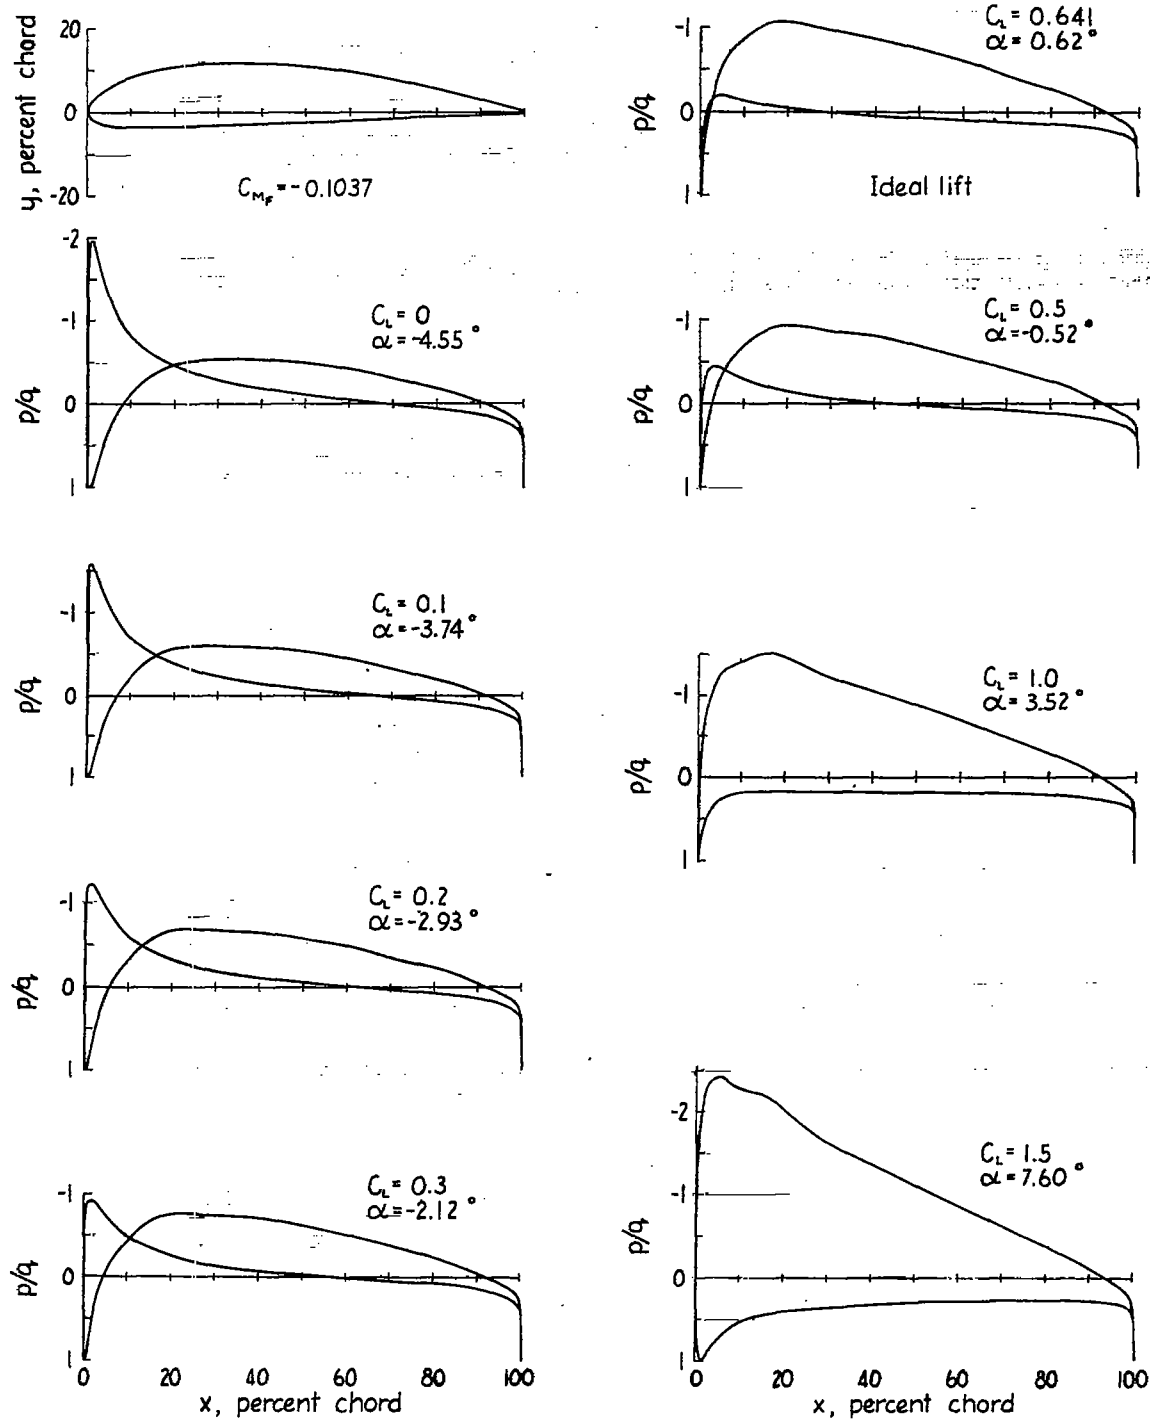 20
0
-20
y, percent chord
C_MF = -0.1037
-2
-1
0
1
p/q
C_L = 0
α = -4.55°
-1
0
1
p/q
C_L = 0.1
α = -3.74°
-1
0
1
p/q
C_L = 0.2
α = -2.93°
-1
0
1
p/q
C_L = 0.3
α = -2.12°
0 20 40 60 80 100
x, percent chord
-1
0
1
p/q
C_L = 0.641
α = 0.62°
Ideal lift
-1
0
1
p/q
C_L = 0.5
α = -0.52°
-1
0
1
p/q
C_L = 1.0
α = 3.52°
-2
-1
0
1
p/q
C_L = 1.5
α = 7.60°
0 20 40 60 80 100
x, percent chord